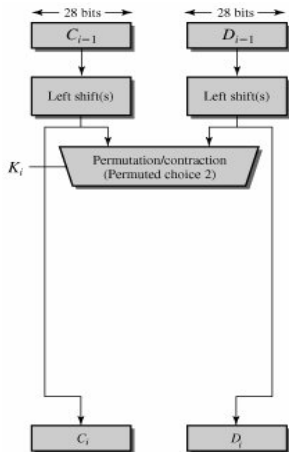 28 bits 28 bits
C_{i−1} D_{i−1}
Left shift(s) Left shift(s)
Permutation/contraction
(Permuted choice 2)
K_i
C_i D_i